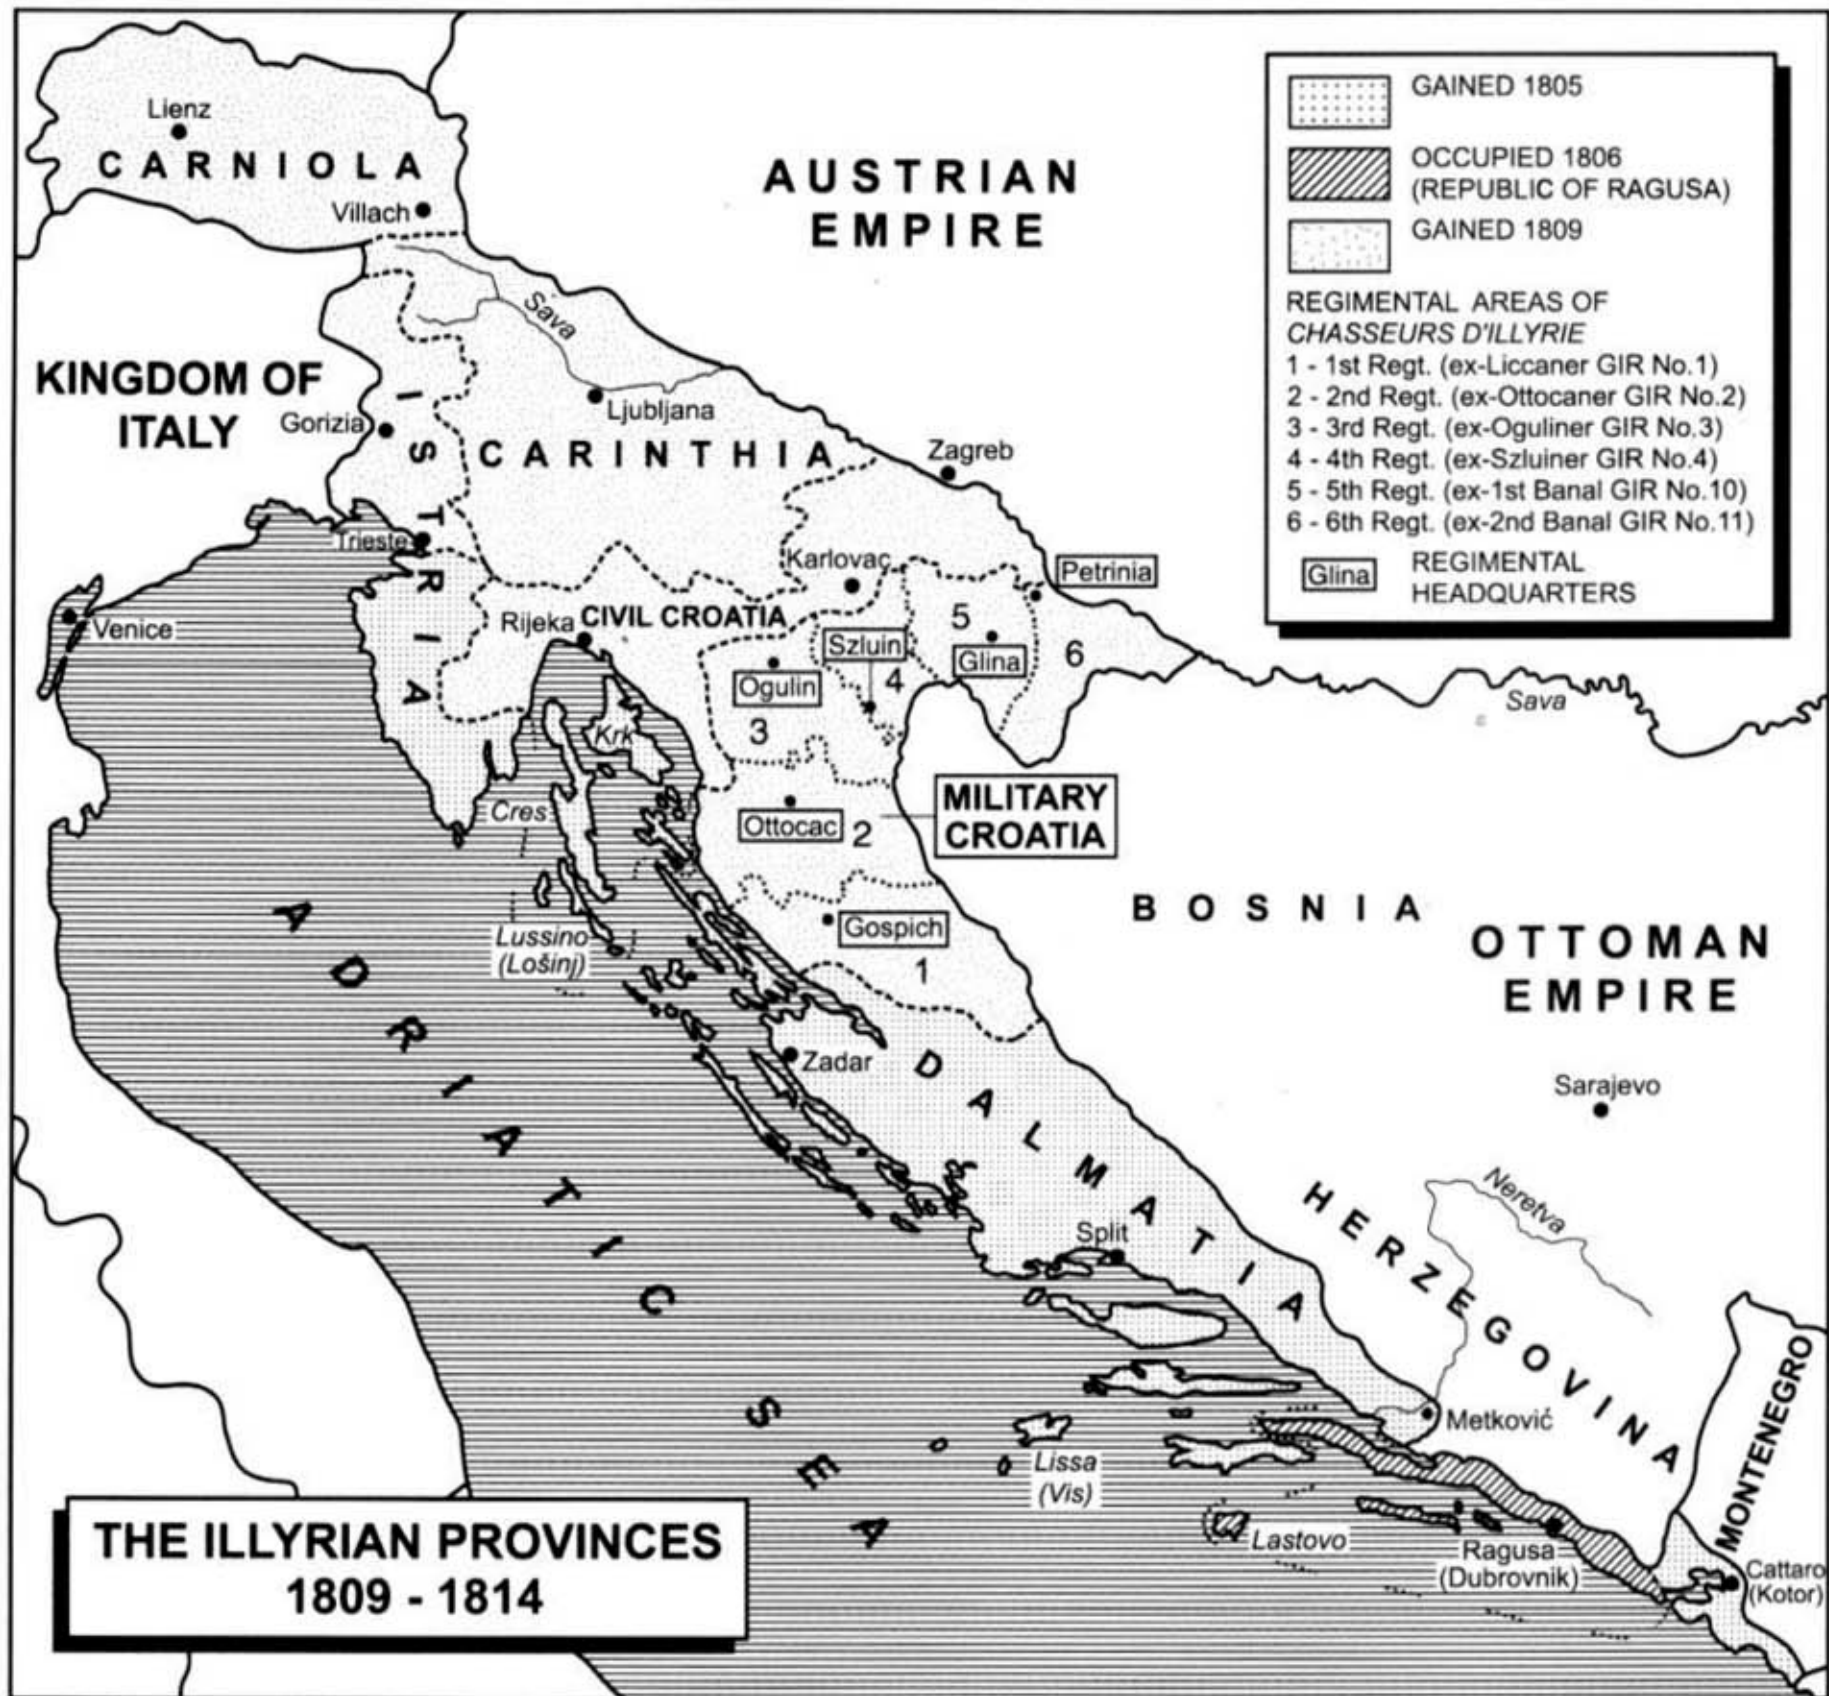 Lienz
CARNIOLA
Villach
AUSTRIAN
EMPIRE
GAINED 1805
OCCUPIED 1806
(REPUBLIC OF RAGUSA)
GAINED 1809
REGIMENTAL AREAS OF
CHASSEURS D'ILLYRIE
1 - 1st Regt. (ex-Liccaner GIR No.1)
2 - 2nd Regt. (ex-Ottocaner GIR No.2)
3 - 3rd Regt. (ex-Oguliner GIR No.3)
4 - 4th Regt. (ex-Szluiner GIR No.4)
5 - 5th Regt. (ex-1st Banal GIR No.10)
6 - 6th Regt. (ex-2nd Banal GIR No.11)
Glina
REGIMENTAL
HEADQUARTERS
Sava
KINGDOM OF
ITALY
Gorizia
ISTRIA
Ljubljana
CARINTHIA
Zagreb
Trieste
Karlovac
Petrinia
Venice
Rijeka
CIVIL CROATIA
5
Szluin
Glina
6
Ogulin
4
3
Sava
Krk
MILITARY
CROATIA
Cres
Ottocac
2
BOSNIA
OTTOMAN
EMPIRE
Gospich
1
Lussino
(Lošinj)
ADRIATIC SEA
Zadar
DALMATIA
Sarajevo
Neretva
HERZEGOVINA
Split
MONTENEGRO
Metković
Lissa
(Vis)
Lastovo
Ragusa
(Dubrovnik)
Cattaro
(Kotor)
THE ILLYRIAN PROVINCES
1809 - 1814